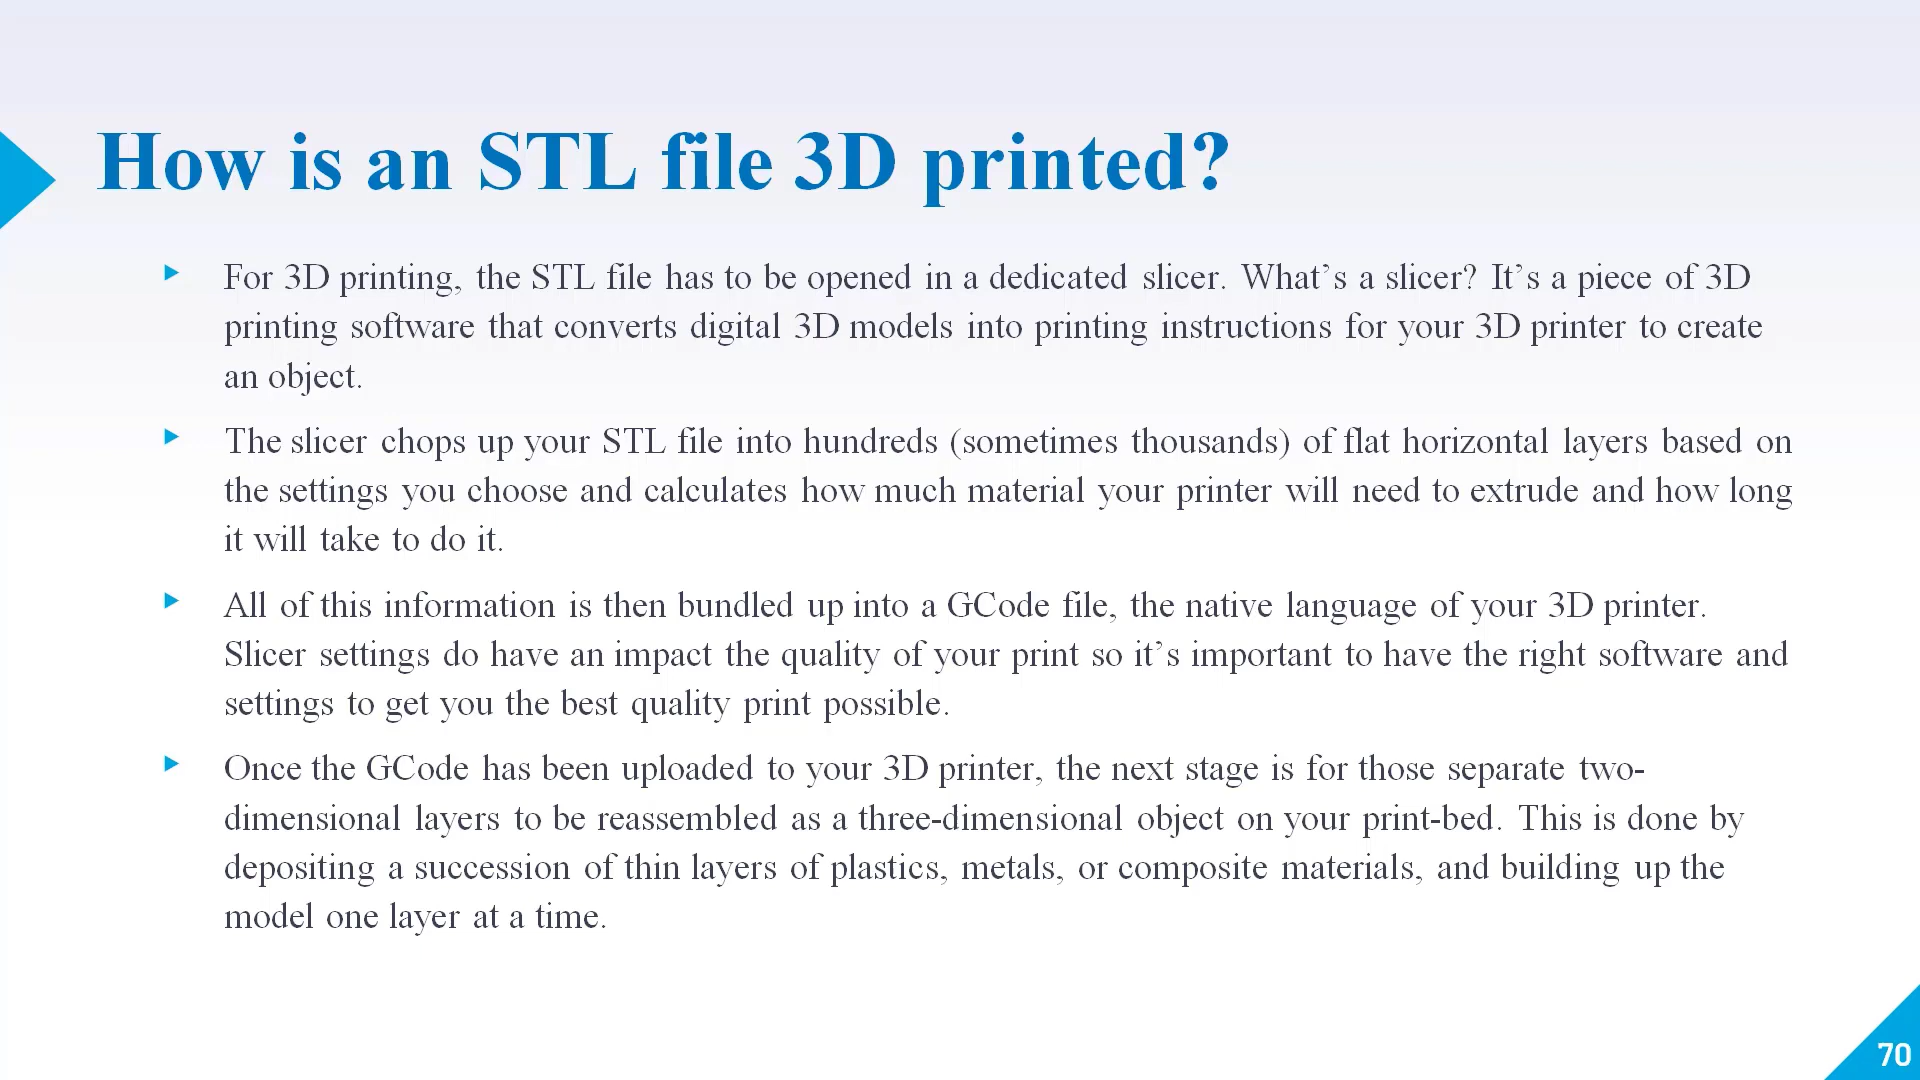 How is an STL file 3D printed?
For 3D printing, the STL file has to be opened in a dedicated slicer. What’s a slicer? It’s a piece of 3D
printing software that converts digital 3D models into printing instructions for your 3D printer to create
an object.
The slicer chops up your STL file into hundreds (sometimes thousands) of flat horizontal layers based on
the settings you choose and calculates how much material your printer will need to extrude and how long
it will take to do it.
All of this information is then bundled up into a GCode file, the native language of your 3D printer.
Slicer settings do have an impact the quality of your print so it’s important to have the right software and
settings to get you the best quality print possible.
Once the GCode has been uploaded to your 3D printer, the next stage is for those separate two-
dimensional layers to be reassembled as a three-dimensional object on your print-bed. This is done by
depositing a succession of thin layers of plastics, metals, or composite materials, and building up the
model one layer at a time.
70